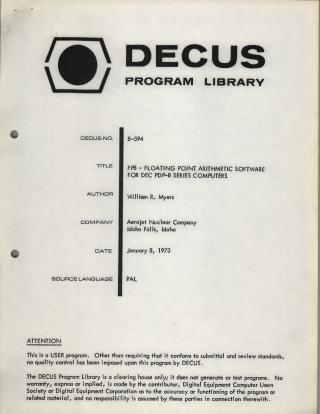 DECUS
PROGRAM LIBRARY
DECUS NO. 8-594
TITLE FP8 - FLOATING POINT ARITHMETIC SOFTWARE
FOR DEC PDP-8 SERIES COMPUTERS
AUTHOR William R. Myers
COMPANY Aerojet Nuclear Company
Idaho Falls, Idaho
DATE January 8, 1973
SOURCE LANGUAGE PAL
ATTENTION
This is a USER program. Other than requiring that it conform to submittal and review standards,
no quality control has been imposed upon this program by DECUS.
The DECUS Program Library is a clearing house only; it does not generate or test programs. No
warranty, express or implied, is made by the contributor, Digital Equipment Computer Users
Society or Digital Equipment Corporation as to the accuracy or functioning of the program or
related material, and no responsibility is assumed by these parties in connection therewith.